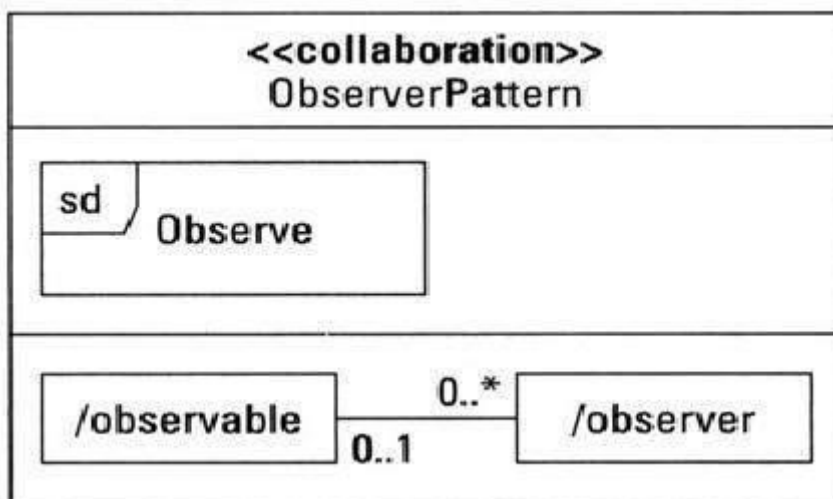 <<collaboration>>
ObserverPattern
sd
Observe
/observable
0..1
0..*
/observer